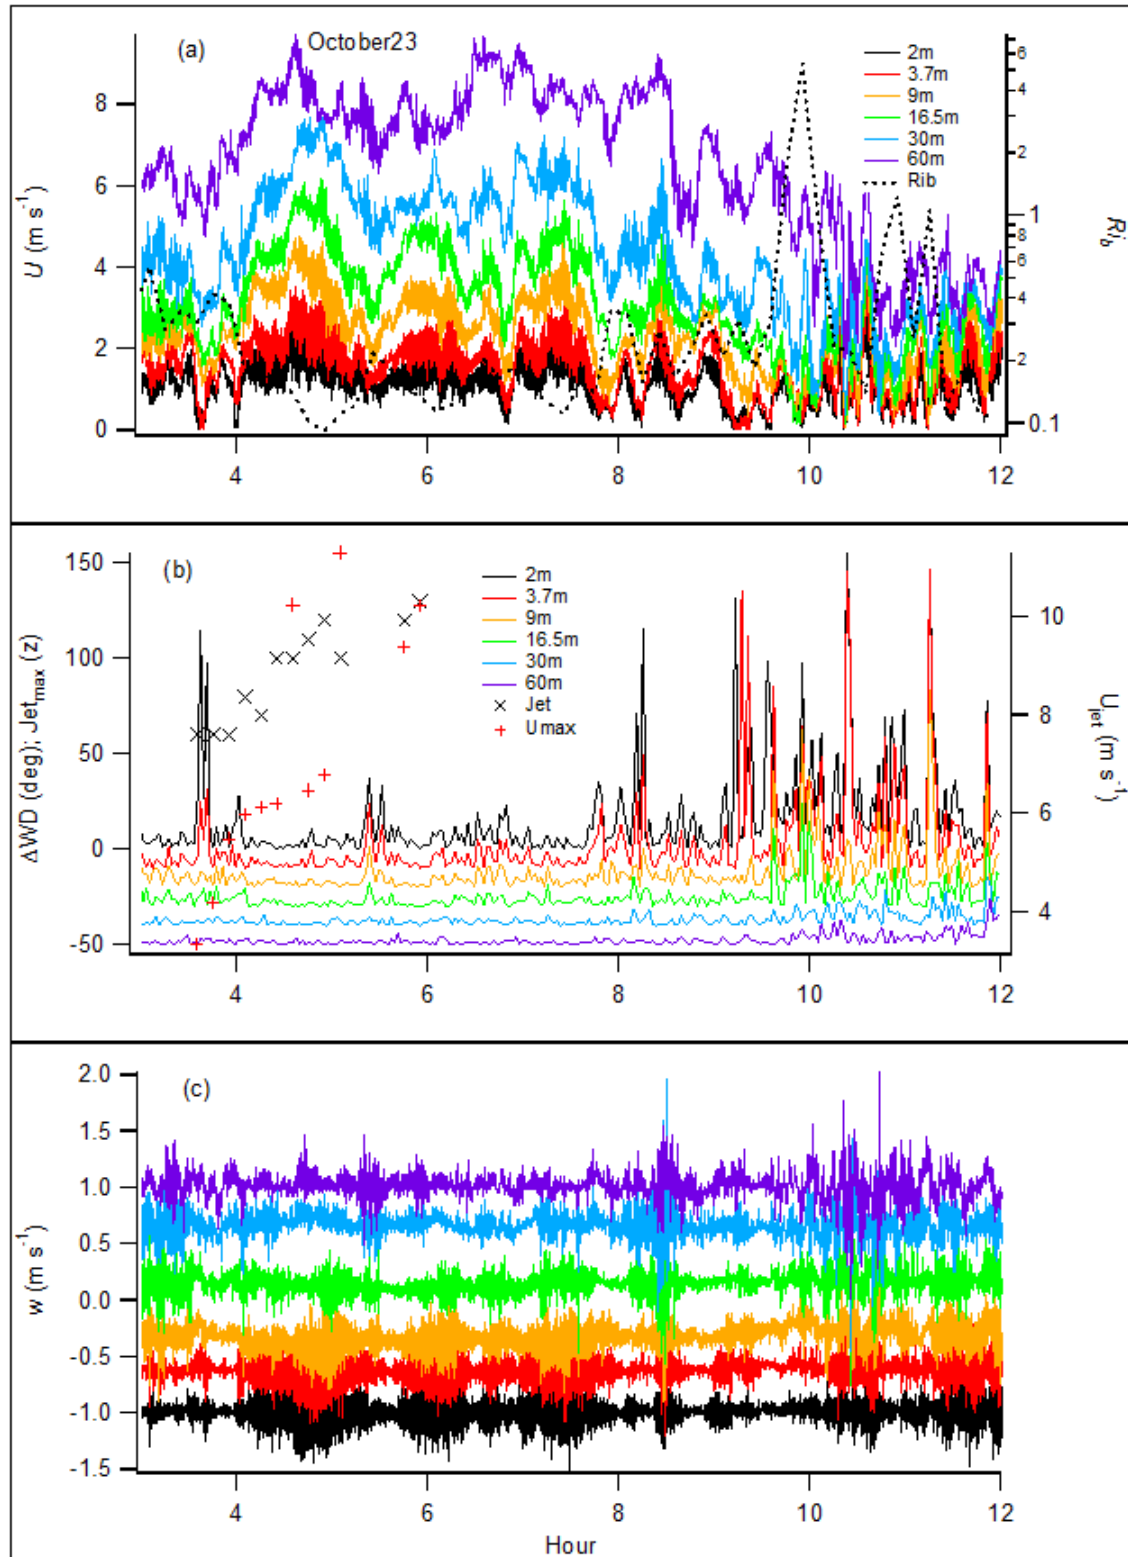 (a)
October23
2m
3.7m
9m
16.5m
30m
60m
Rib
8
6
4
2
0
U (m s⁻¹)
6
4
2
1
8
6
4
2
0.1
Ri_b
4
6
8
10
12
(b)
2m
3.7m
9m
16.5m
30m
60m
Jet
Umax
150
100
50
0
-50
ΔWD (deg); Jet_max (z)
10
8
6
4
U_jet (m s⁻¹)
4
6
8
10
12
(c)
2.0
1.5
1.0
0.5
0.0
-0.5
-1.0
-1.5
w (m s⁻¹)
4
6
8
10
12
Hour